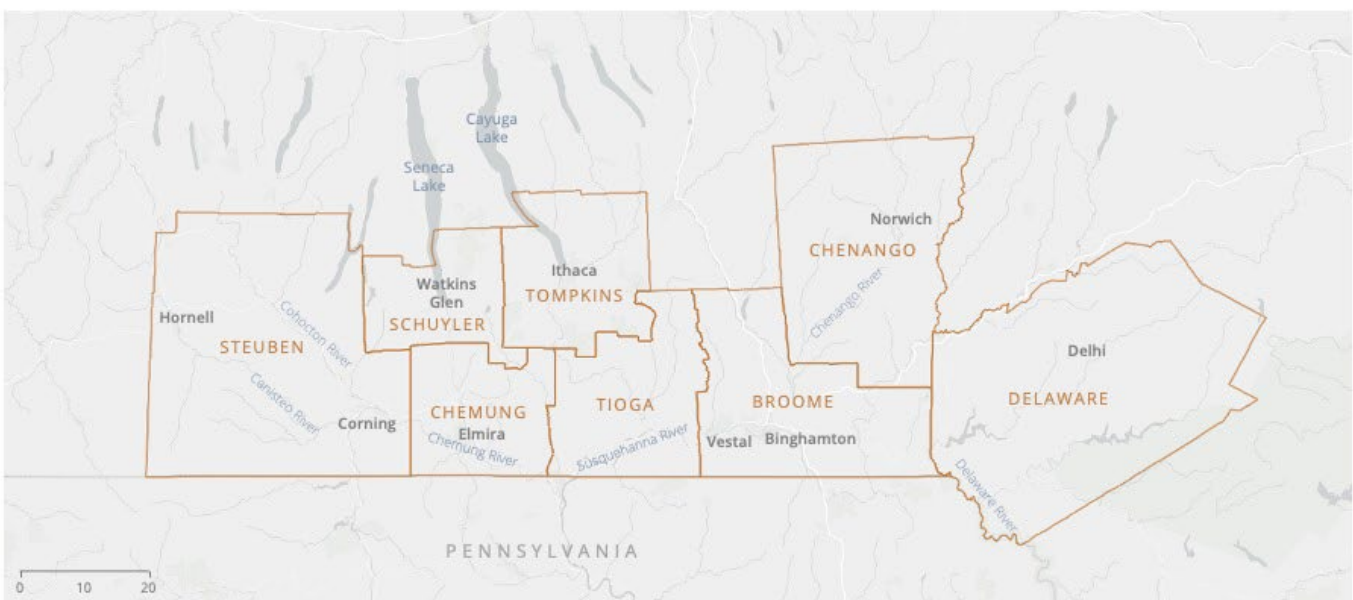 Cayuga
Lake
Seneca
Lake
Norwich
CHENANGO
Ithaca
TOMPKINS
Watkins
Glen
SCHUYLER
Chenango River
Hornell
STEUBEN
Cohocton River
Delhi
DELAWARE
Canisteo River
Corning
CHEMUNG
Elmira
Chemung River
TIOGA
Susquehanna River
BROOME
Vestal
Binghamton
Delaware River
PENNSYLVANIA
0 10 20